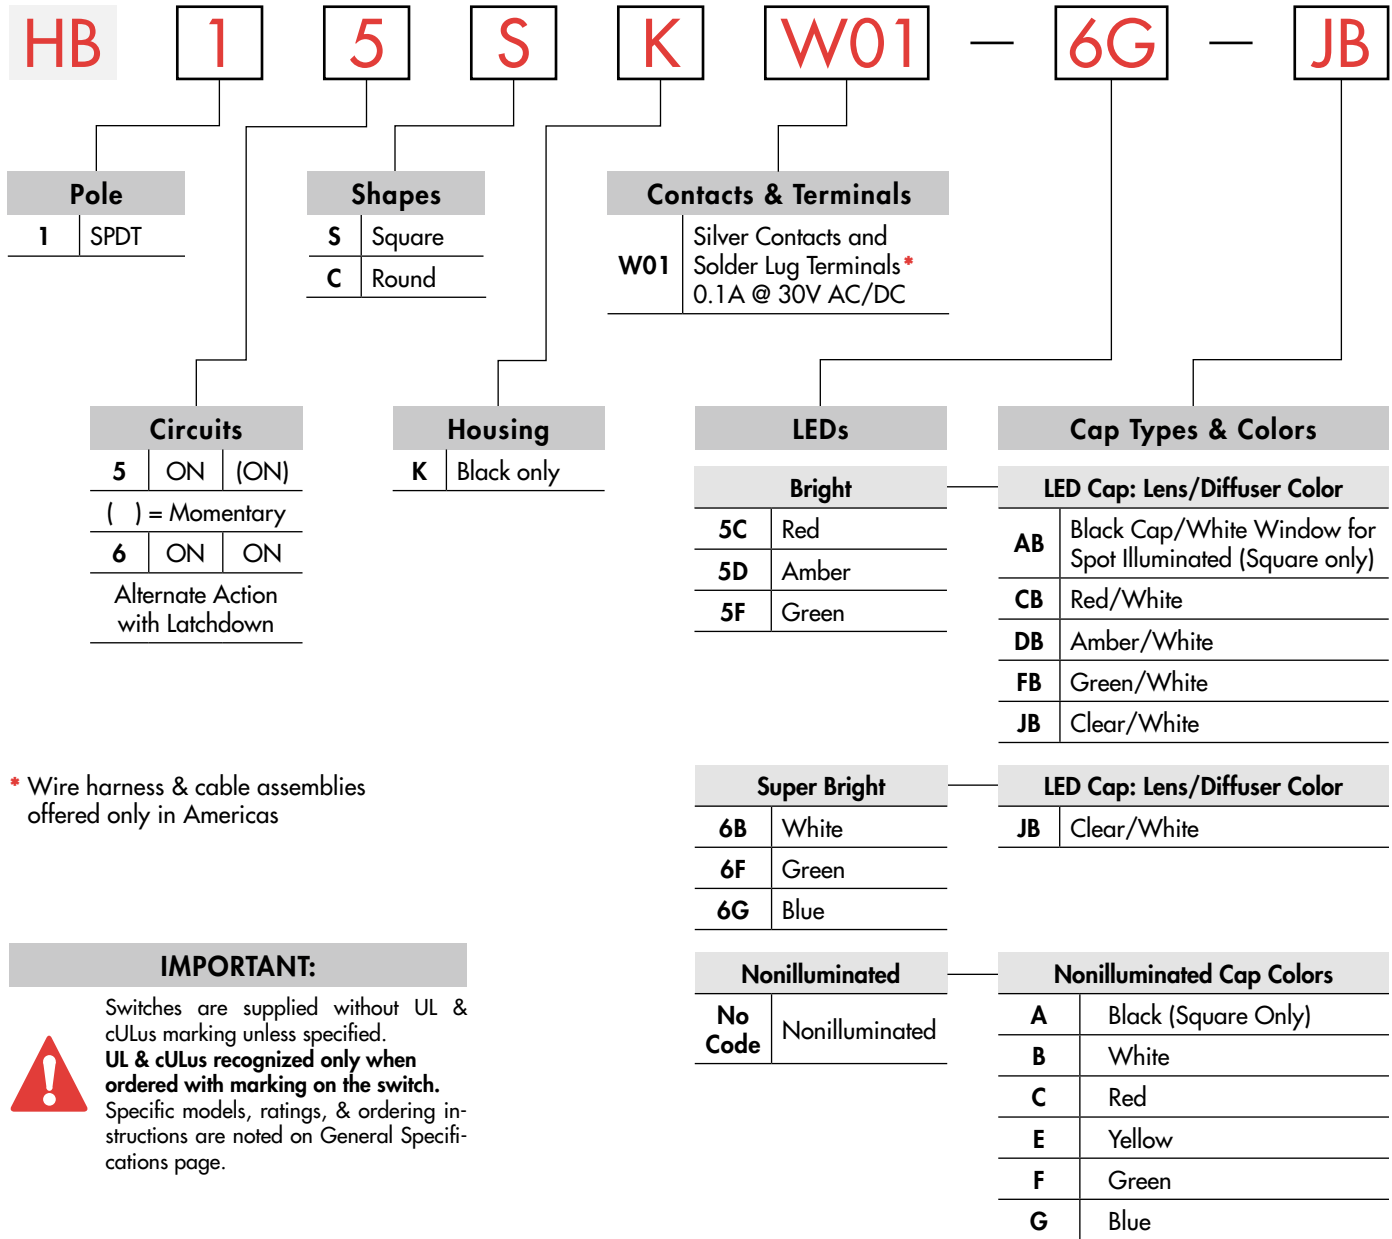 HB 1 5 S K W01 — 6G — JB
Pole
1 SPDT
Shapes
S Square
C Round
Contacts & Terminals
W01 Silver Contacts and
Solder Lug Terminals*
0.1A @ 30V AC/DC
Circuits
5 ON (ON)
( ) = Momentary
6 ON ON
Alternate Action
with Latchdown
Housing
K Black only
LEDs
Bright
5C Red
5D Amber
5F Green
Super Bright
6B White
6F Green
6G Blue
Nonilluminated
No
Code Nonilluminated
Cap Types & Colors
LED Cap: Lens/Diffuser Color
AB Black Cap/White Window for
Spot Illuminated (Square only)
CB Red/White
DB Amber/White
FB Green/White
JB Clear/White
LED Cap: Lens/Diffuser Color
JB Clear/White
Nonilluminated Cap Colors
A Black (Square Only)
B White
C Red
E Yellow
F Green
G Blue
* Wire harness & cable assemblies
offered only in Americas
IMPORTANT:
Switches are supplied without UL &
cULus marking unless specified.
UL & cULus recognized only when
ordered with marking on the switch.
Specific models, ratings, & ordering in-
structions are noted on General Specifi-
cations page.